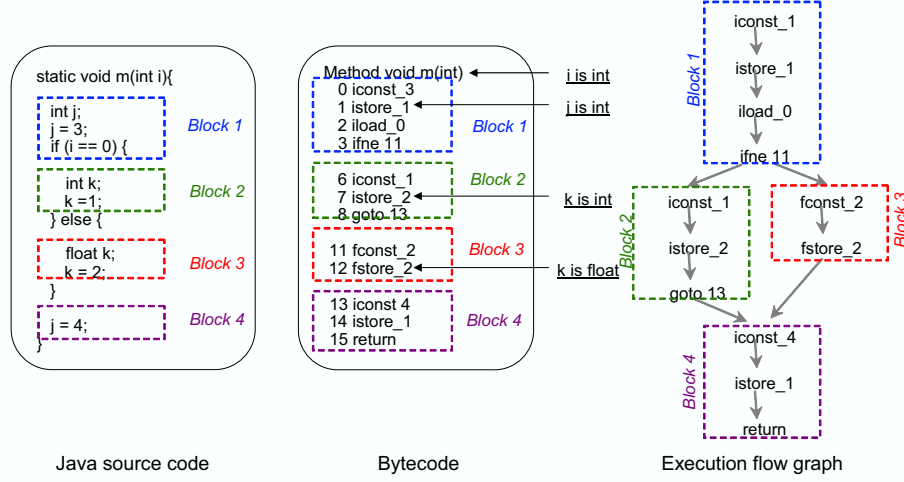 static void m(int i){
int j;
j = 3;
if (i == 0) {
Block 1
int k;
k =1;
Block 2
} else {
float k;
k = 2;
Block 3
}
j = 4;
Block 4
}
Java source code
Method void m(int)
i is int
0 iconst_3
1 istore_1
j is int
2 iload_0
3 ifne 11
Block 1
6 iconst_1
7 istore_2
k is int
8 goto 13
Block 2
11 fconst_2
12 fstore_2
k is float
Block 3
13 iconst 4
14 istore_1
15 return
Block 4
Bytecode
Block 1
iconst_1
istore_1
iload_0
ifne 11
Block 2
iconst_1
istore_2
goto 13
Block 3
fconst_2
fstore_2
Block 4
iconst_4
istore_1
return
Execution flow graph